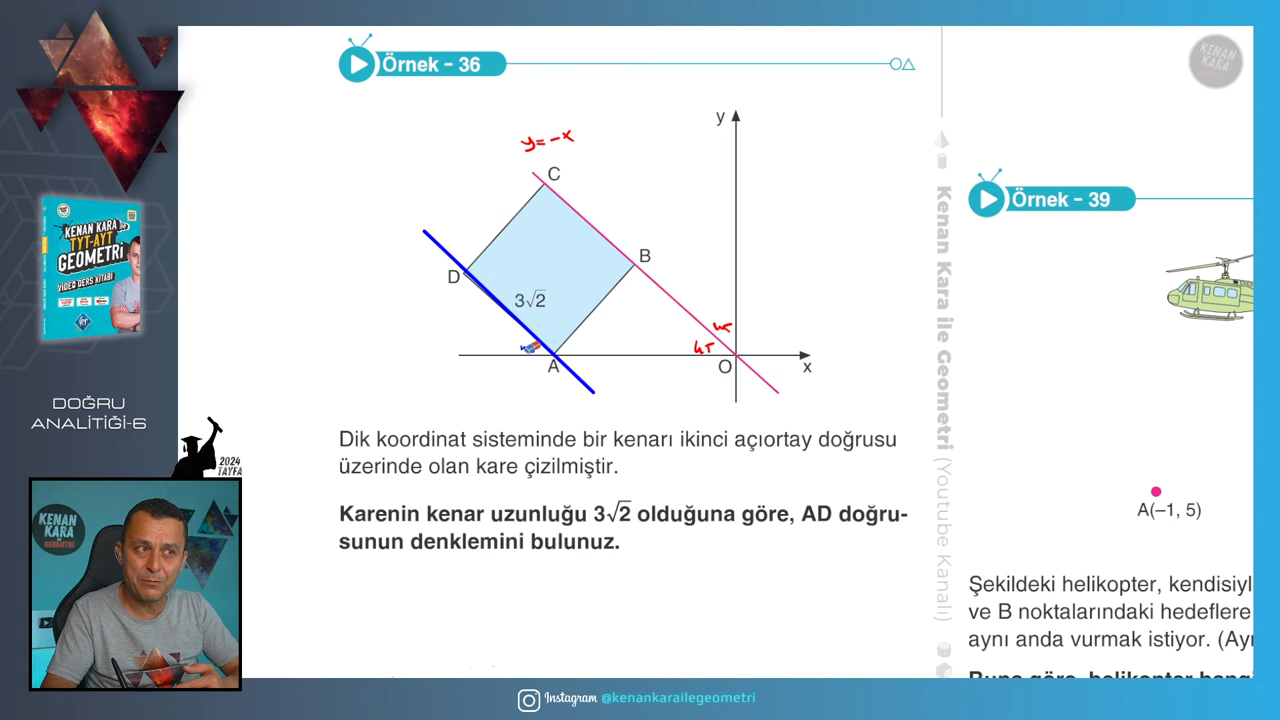 Örnek - 36
y
y=-x
C
B
D
3√2
45
45
A
O
x
Dik koordinat sisteminde bir kenarı ikinci açıortay doğrusu
üzerinde olan kare çizilmiştir.
Karenin kenar uzunluğu 3√2 olduğuna göre, AD doğru-
sunun denklemini bulunuz.
Kenan Kara ile Geometri (Youtube Kanalı)
KENAN
KARA
Örnek - 39
A(–1, 5)
Şekildeki helikopter, kendisiyl
ve B noktalarındaki hedeflere
aynı anda vurmak istiyor. (Ayr
KENAN KARA
TYT-AYT
GEOMETRİ
VİDEO DERS KİTABI
DOĞRU
ANALİTİĞİ-6
2024
TAYFA
KENAN
KARA
GEOMETRİ
Instagram @kenankarailegeometri